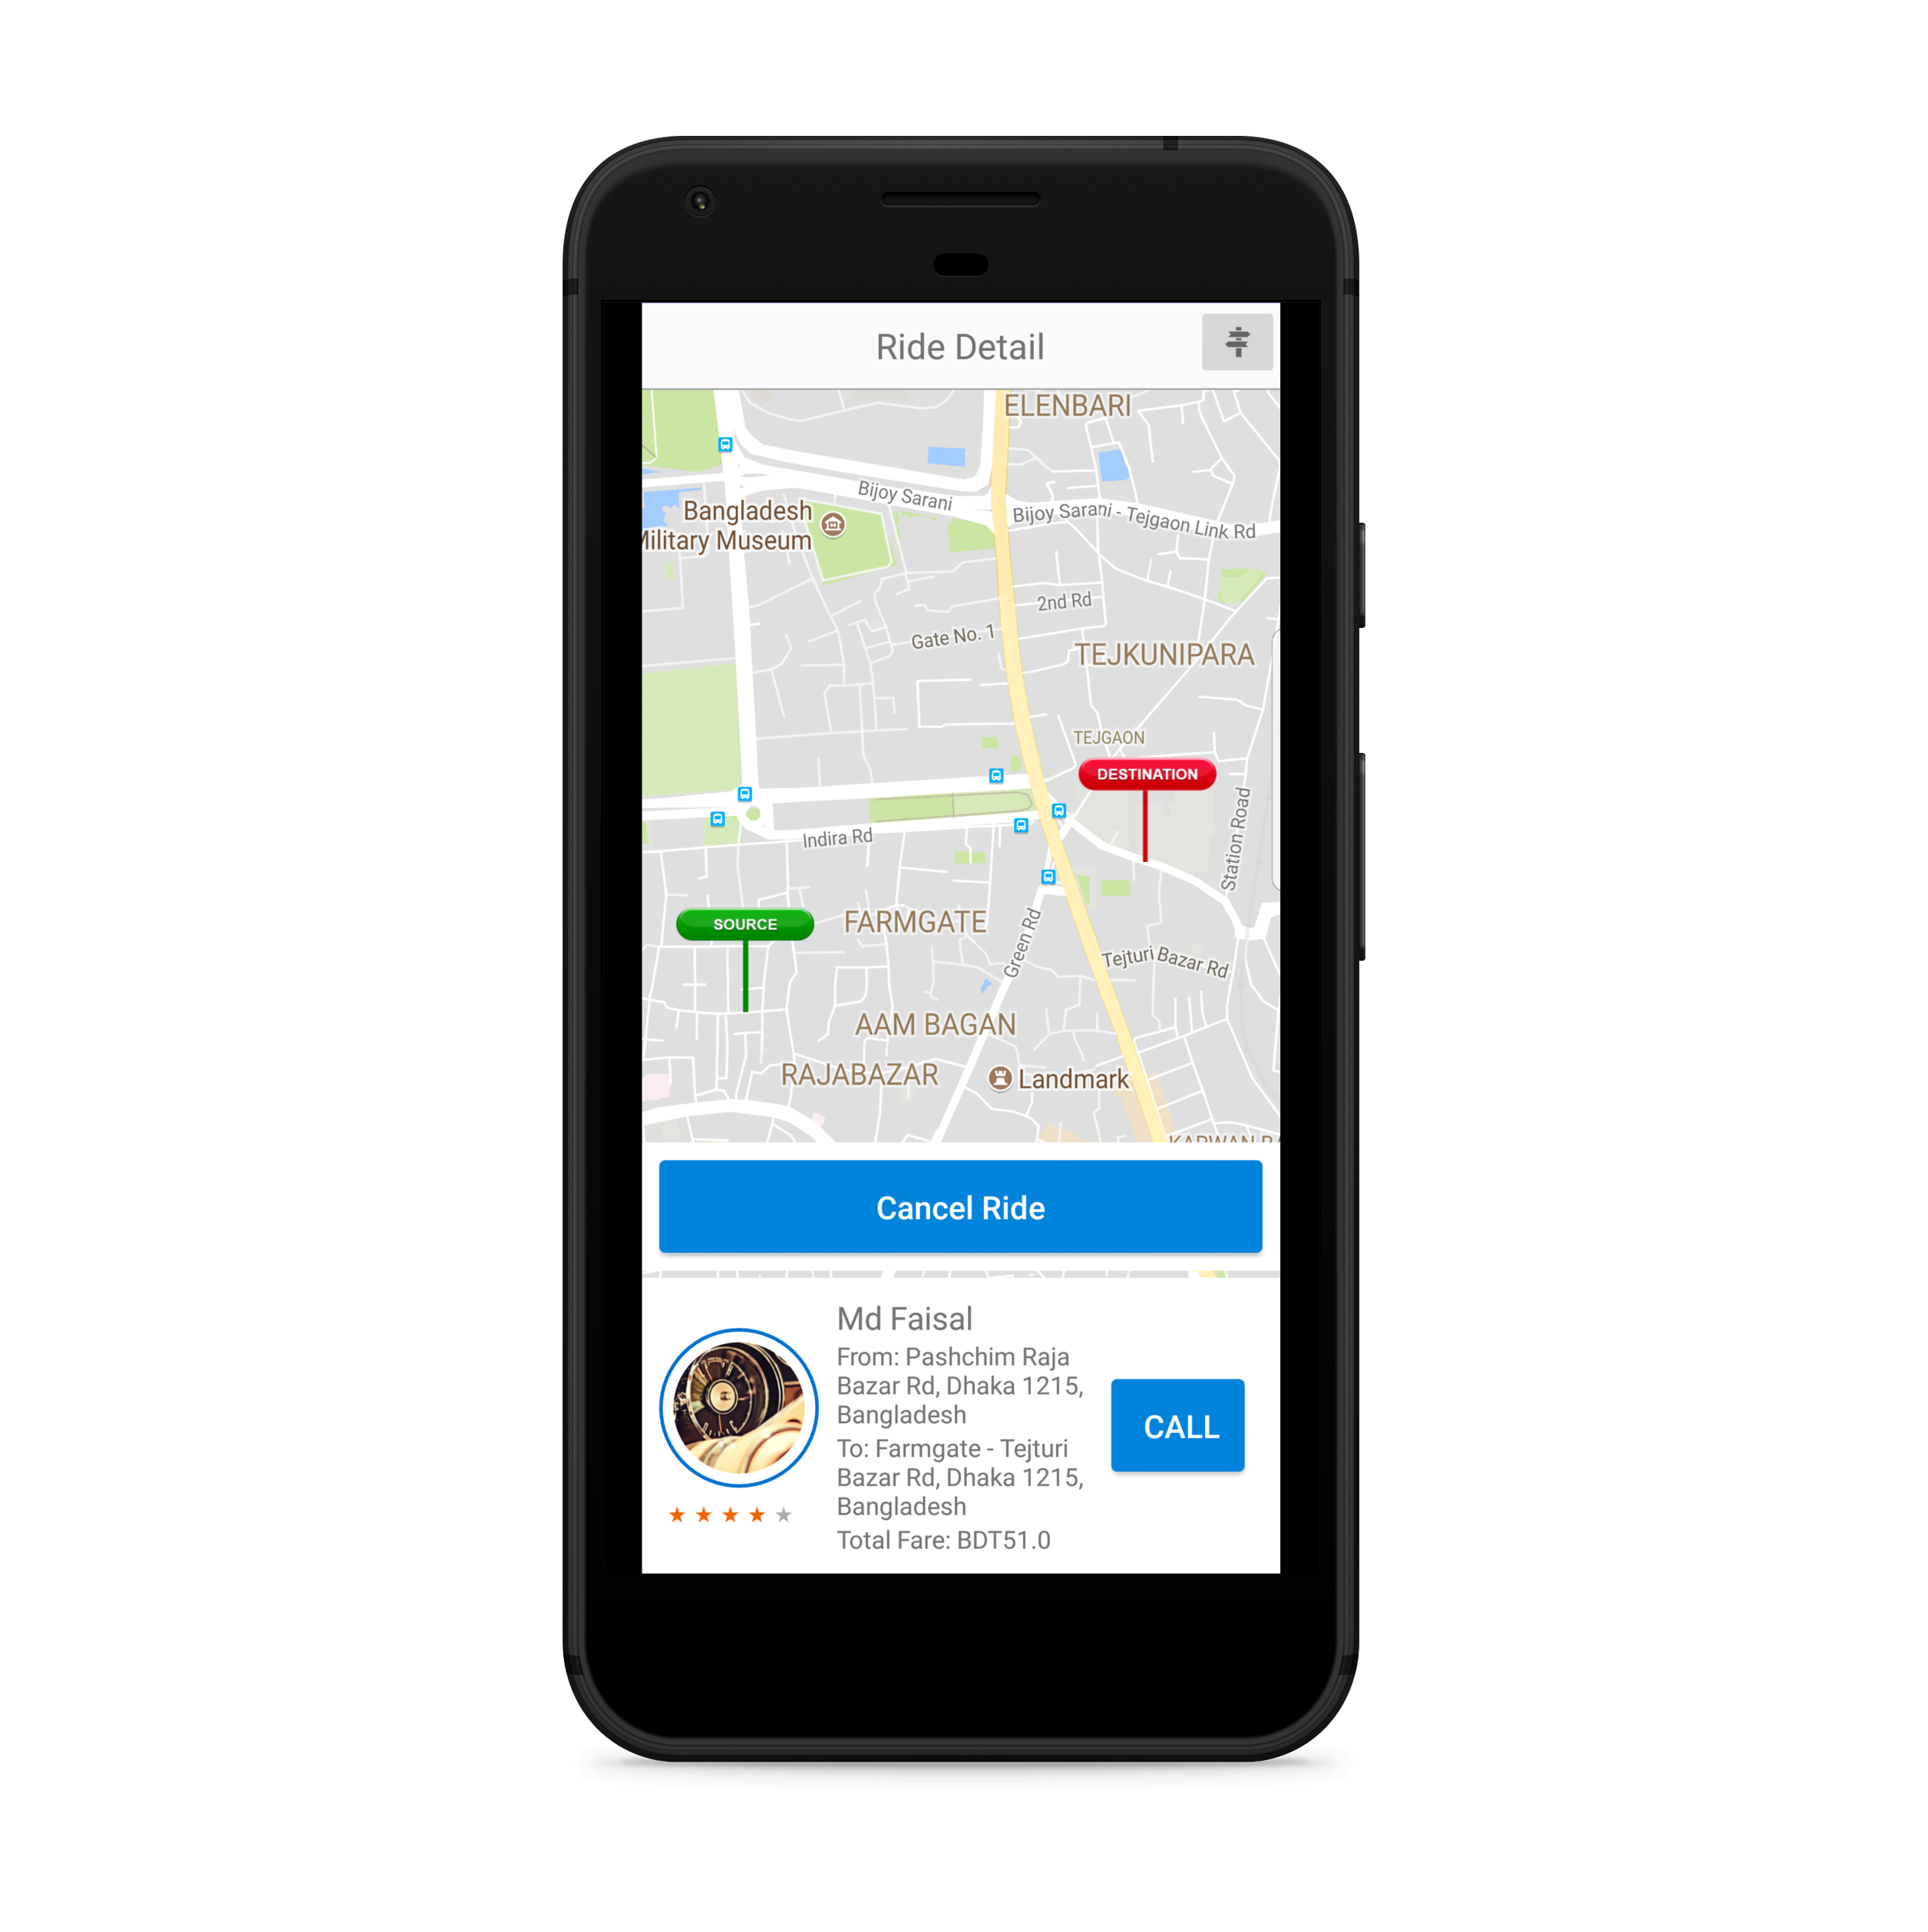 Ride Detail
ELENBARI
Bijoy Sarani
Bangladesh
Military Museum
Bijoy Sarani - Tejgaon Link Rd
2nd Rd
Gate No. 1
TEJKUNIPARA
TEJGAON
DESTINATION
Station Road
Indira Rd
SOURCE
FARMGATE
Green Rd
Tejturi Bazar Rd
AAM BAGAN
RAJABAZAR
Landmark
Cancel Ride
Md Faisal
From: Pashchim Raja
Bazar Rd, Dhaka 1215,
Bangladesh
CALL
To: Farmgate - Tejturi
Bazar Rd, Dhaka 1215,
Bangladesh
Total Fare: BDT51.0